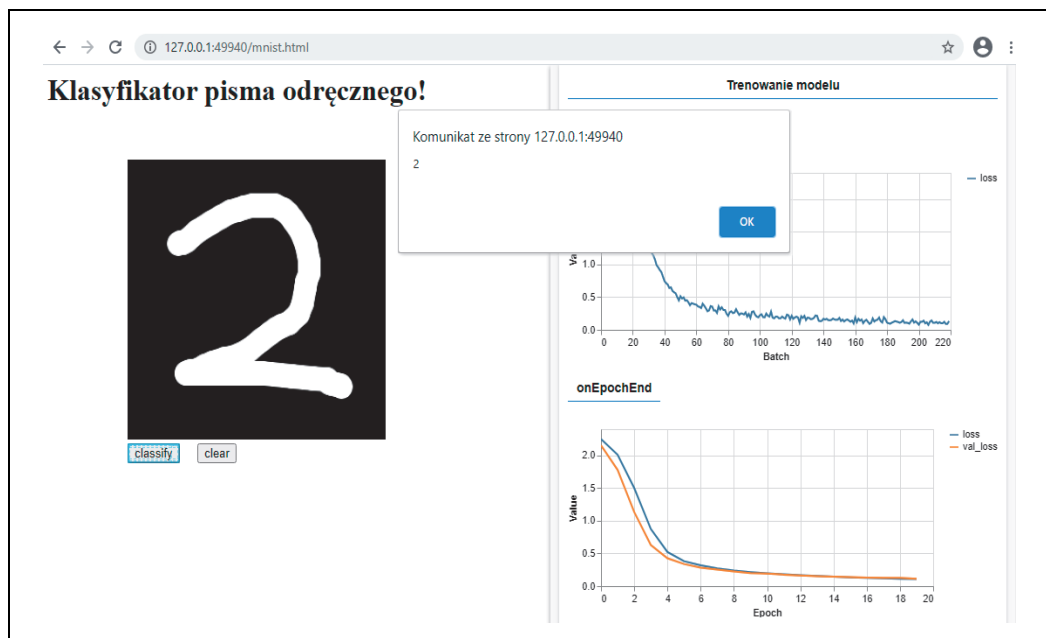 127.0.0.1:49940/mnist.html
Klasyfikator pisma odręcznego!
2
classify clear
Komunikat ze strony 127.0.0.1:49940
2
OK
Trenowanie modelu
loss
1.0
0.5
0.0
0 20 40 60 80 100 120 140 160 180 200 220
Batch
onEpochEnd
loss
val_loss
Value
2.0
1.5
1.0
0.5
0.0
0 2 4 6 8 10 12 14 16 18 20
Epoch